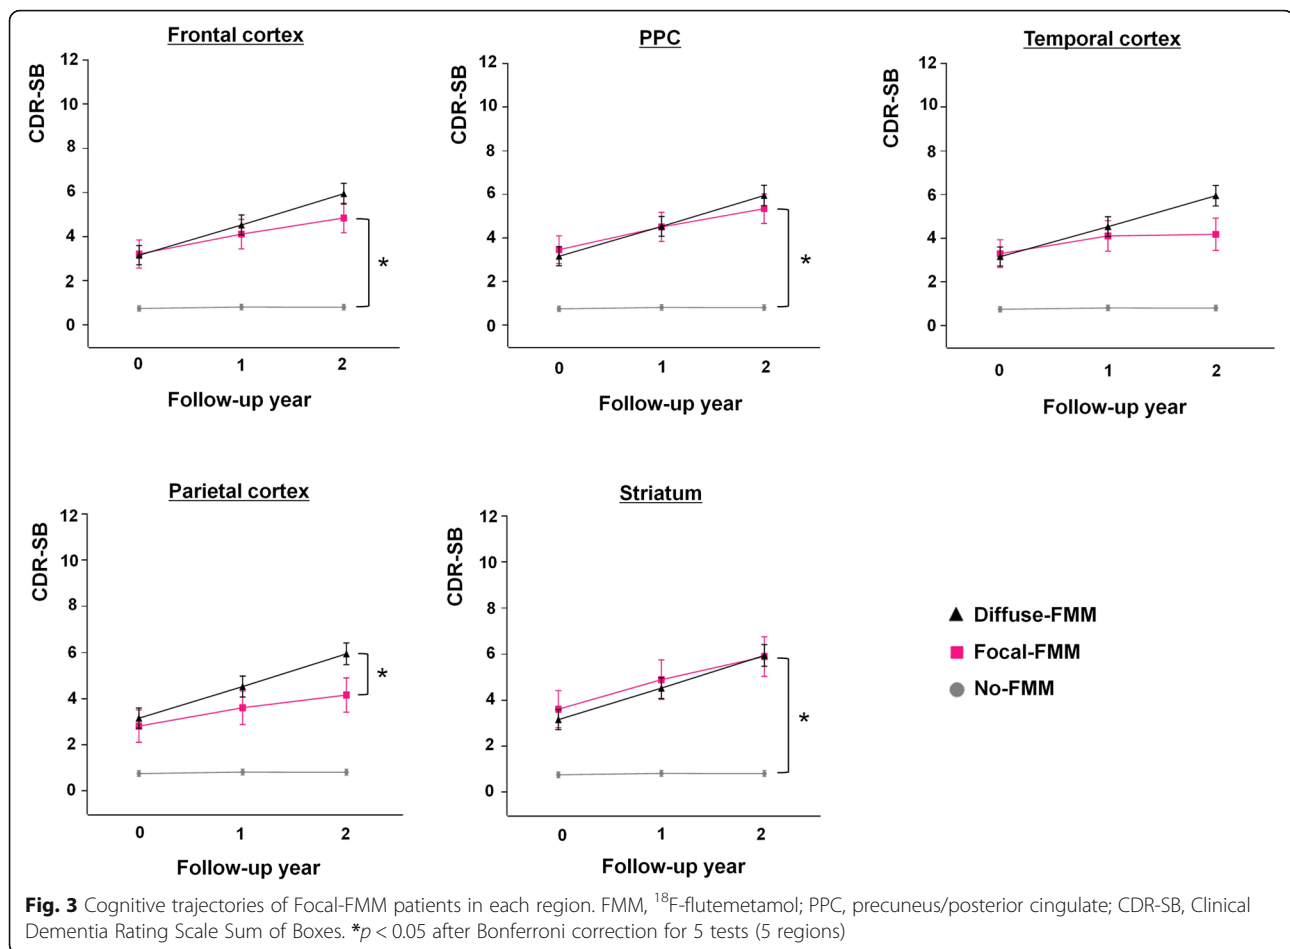 Frontal cortex
CDR-SB
12
10
8
6
4
2
0
*
0 1 2
Follow-up year
PPC
CDR-SB
12
10
8
6
4
2
0
*
0 1 2
Follow-up year
Temporal cortex
CDR-SB
12
10
8
6
4
2
0
0 1 2
Follow-up year
Parietal cortex
CDR-SB
12
10
8
6
4
2
0
*
0 1 2
Follow-up year
Striatum
CDR-SB
12
10
8
6
4
2
0
*
0 1 2
Follow-up year
Diffuse-FMM
Focal-FMM
No-FMM
Fig. 3 Cognitive trajectories of Focal-FMM patients in each region. FMM, ¹⁸F-flutemetamol; PPC, precuneus/posterior cingulate; CDR-SB, Clinical
Dementia Rating Scale Sum of Boxes. *p < 0.05 after Bonferroni correction for 5 tests (5 regions)